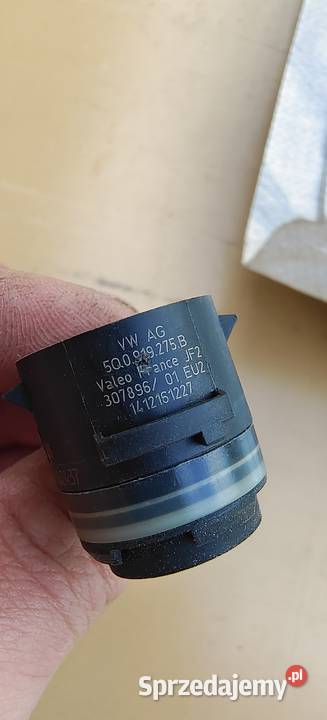 VW AG
5Q0.919.275.B
Valeo France JF2
307896/ 01 EU2
1412161227
Sprzedajemy.pl